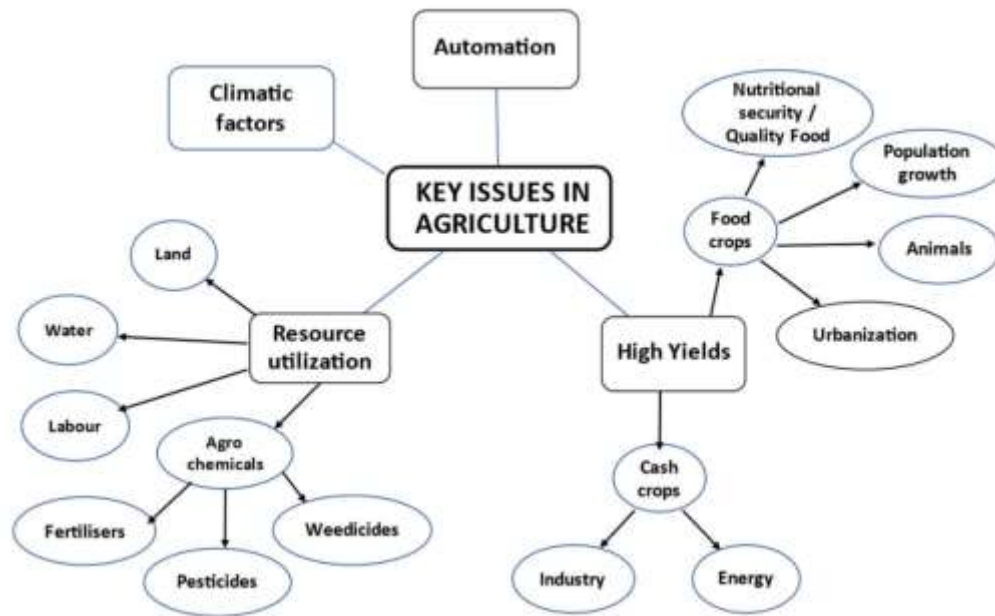 Automation
Climatic
factors
KEY ISSUES IN
AGRICULTURE
Nutritional
security /
Quality Food
Population
growth
Food
crops
Animals
Urbanization
High Yields
Cash
crops
Industry
Energy
Resource
utilization
Land
Water
Labour
Agro
chemicals
Fertilisers
Pesticides
Weedicides